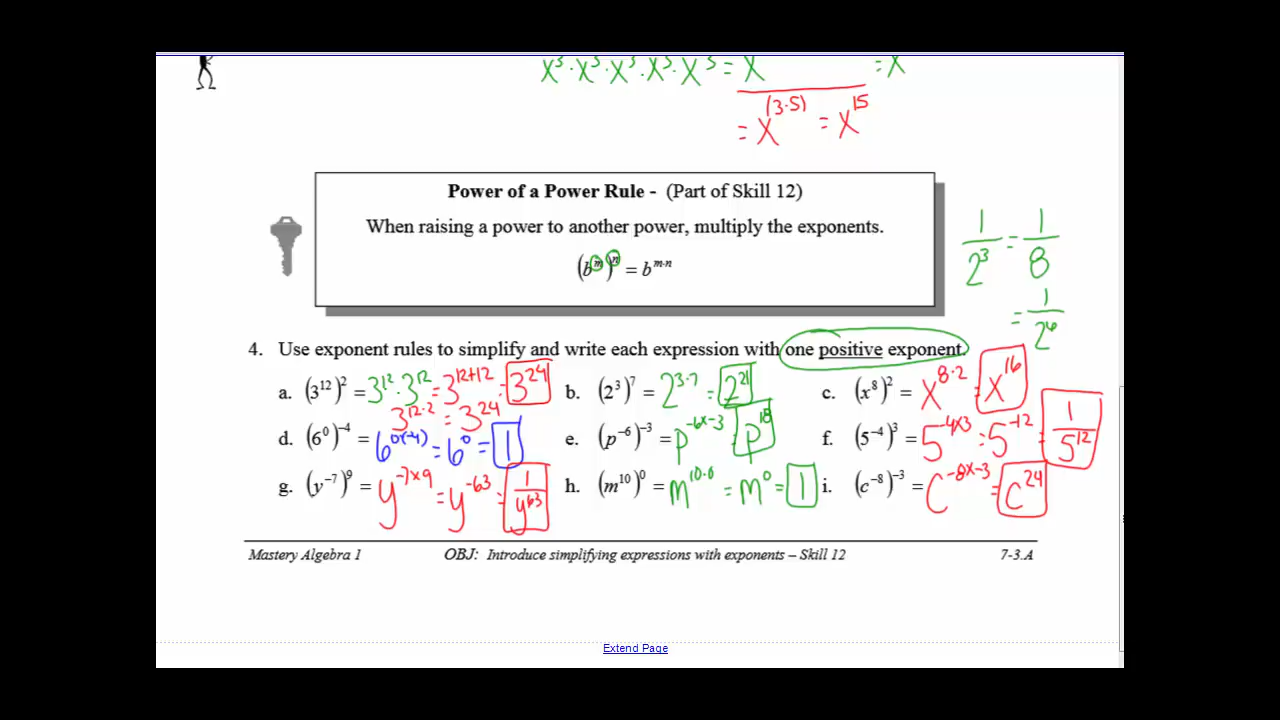 x³·x³·x³·x³·x³ = x = x
= x^(3·5) = x^15
Power of a Power Rule - (Part of Skill 12)
When raising a power to another power, multiply the exponents.
(b^m)^n = b^m·n
1/2³ = 1/8
= 1/2⁶
4. Use exponent rules to simplify and write each expression with one positive exponent.
a. (3^12)^2 = 3^12 · 3^12 = 3^12+12 = 3^24
3^12·2 = 3^24
b. (2^3)^7 = 2^3·7 = 2^21
c. (x^8)^2 = x^8·2 = x^16
d. (6^0)^-4 = 6^0(-4) = 6^0 = 1
e. (p^-6)^-3 = p^-6x-3 = p^18
f. (5^-4)^3 = 5^-4x3 = 5^-12 = 1/5^12
g. (y^-7)^9 = y^-7x9 = y^-63 = 1/y^63
h. (m^10)^0 = m^10·0 = m^0 = 1
i. (c^-8)^-3 = c^-8x-3 = c^24
Mastery Algebra 1 OBJ: Introduce simplifying expressions with exponents – Skill 12 7-3.A
Extend Page